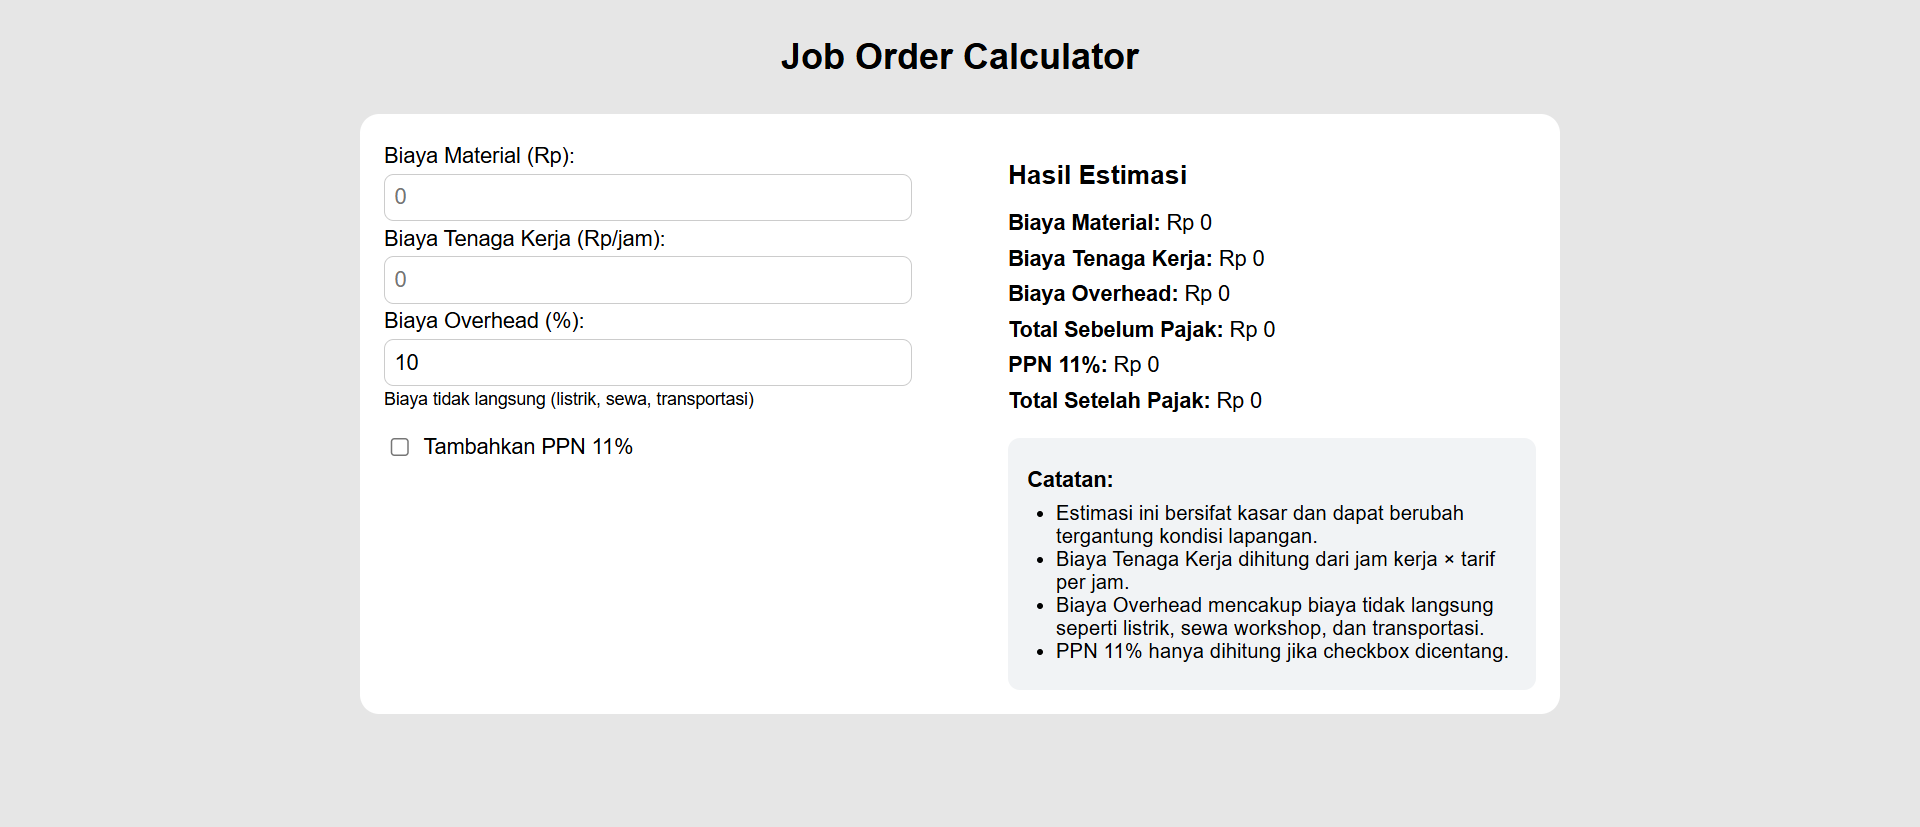 Job Order Calculator
Biaya Material (Rp):
0
Biaya Tenaga Kerja (Rp/jam):
0
Biaya Overhead (%):
10
Biaya tidak langsung (listrik, sewa, transportasi)
Tambahkan PPN 11%
Hasil Estimasi
Biaya Material: Rp 0
Biaya Tenaga Kerja: Rp 0
Biaya Overhead: Rp 0
Total Sebelum Pajak: Rp 0
PPN 11%: Rp 0
Total Setelah Pajak: Rp 0
Catatan:
• Estimasi ini bersifat kasar dan dapat berubah
tergantung kondisi lapangan.
• Biaya Tenaga Kerja dihitung dari jam kerja × tarif
per jam.
• Biaya Overhead mencakup biaya tidak langsung
seperti listrik, sewa workshop, dan transportasi.
• PPN 11% hanya dihitung jika checkbox dicentang.